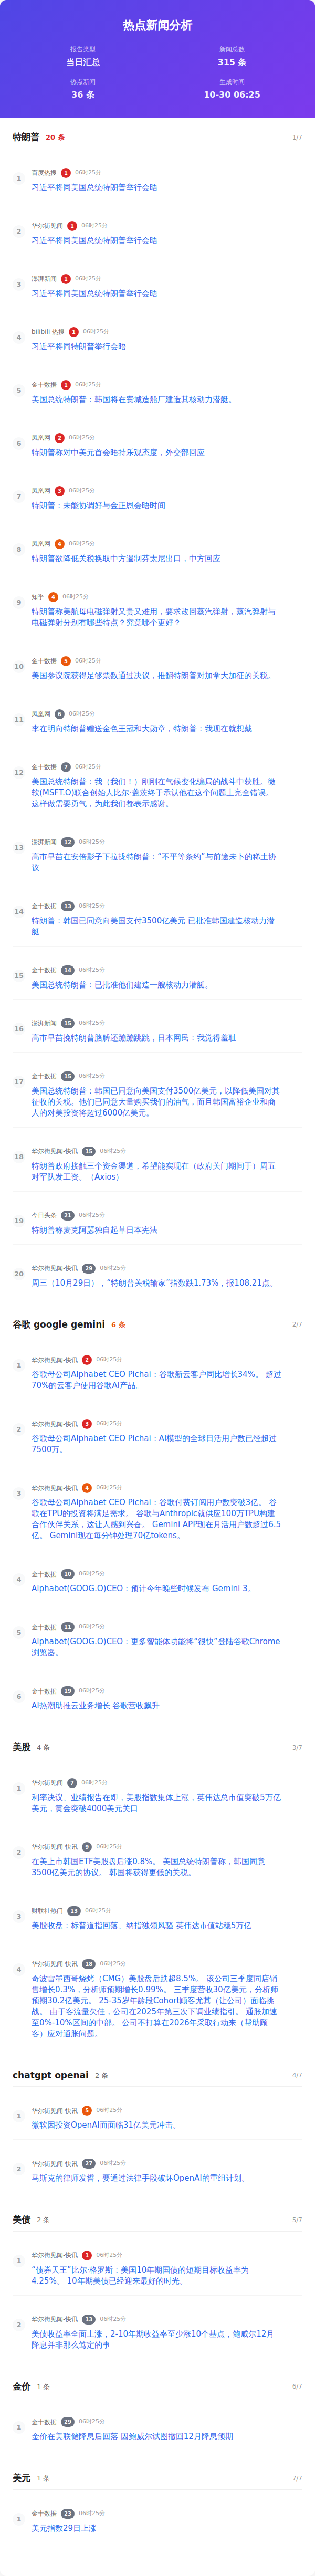 热点新闻分析
报告类型
当日汇总
新闻总数
315 条
热点新闻
36 条
生成时间
10-30 06:25
特朗普 20 条 1/7
1
百度热搜 1 06时25分
习近平将同美国总统特朗普举行会晤
2
华尔街见闻 1 06时25分
习近平将同美国总统特朗普举行会晤
3
澎湃新闻 1 06时25分
习近平将同美国总统特朗普举行会晤
4
bilibili 热搜 1 06时25分
习近平将同特朗普举行会晤
5
金十数据 1 06时25分
美国总统特朗普：韩国将在费城造船厂建造其核动力潜艇。
6
凤凰网 2 06时25分
特朗普称对中美元首会晤持乐观态度，外交部回应
7
凤凰网 3 06时25分
特朗普：未能协调好与金正恩会晤时间
8
凤凰网 4 06时25分
特朗普欲降低关税换取中方遏制芬太尼出口，中方回应
9
知乎 4 06时25分
特朗普称美航母电磁弹射又贵又难用，要求改回蒸汽弹射，蒸汽弹射与
电磁弹射分别有哪些特点？究竟哪个更好？
10
金十数据 5 06时25分
美国参议院获得足够票数通过决议，推翻特朗普对加拿大加征的关税。
11
凤凰网 6 06时25分
李在明向特朗普赠送金色王冠和大勋章，特朗普：我现在就想戴
12
金十数据 7 06时25分
美国总统特朗普：我（我们！）刚刚在气候变化骗局的战斗中获胜。微
软(MSFT.O)联合创始人比尔·盖茨终于承认他在这个问题上完全错误。
这样做需要勇气，为此我们都表示感谢。
13
澎湃新闻 12 06时25分
高市早苗在安倍影子下拉拢特朗普：“不平等条约”与前途未卜的稀土协
议
14
金十数据 13 06时25分
特朗普：韩国已同意向美国支付3500亿美元 已批准韩国建造核动力潜
艇
15
金十数据 14 06时25分
美国总统特朗普：已批准他们建造一艘核动力潜艇。
16
澎湃新闻 15 06时25分
高市早苗挽特朗普胳膊还蹦蹦跳跳，日本网民：我觉得羞耻
17
金十数据 15 06时25分
美国总统特朗普：韩国已同意向美国支付3500亿美元，以降低美国对其
征收的关税。他们已同意大量购买我们的油气，而且韩国富裕企业和商
人的对美投资将超过6000亿美元。
18
华尔街见闻-快讯 15 06时25分
特朗普政府接触三个资金渠道，希望能实现在（政府关门期间于）周五
对军队发工资。（Axios）
19
今日头条 21 06时25分
特朗普称麦克阿瑟独自起草日本宪法
20
华尔街见闻-快讯 29 06时25分
周三（10月29日），“特朗普关税输家”指数跌1.73%，报108.21点。
谷歌 google gemini 6 条 2/7
1
华尔街见闻-快讯 2 06时25分
谷歌母公司Alphabet CEO Pichai：谷歌新云客户同比增长34%。 超过
70%的云客户使用谷歌AI产品。
2
华尔街见闻-快讯 3 06时25分
谷歌母公司Alphabet CEO Pichai：AI模型的全球日活用户数已经超过
7500万。
3
华尔街见闻-快讯 4 06时25分
谷歌母公司Alphabet CEO Pichai：谷歌付费订阅用户数突破3亿。 谷
歌在TPU的投资将满足需求。 谷歌与Anthropic就供应100万TPU构建
合作伙伴关系，这让人感到兴奋。 Gemini APP现在月活用户数超过6.5
亿。 Gemini现在每分钟处理70亿tokens。
4
金十数据 10 06时25分
Alphabet(GOOG.O)CEO：预计今年晚些时候发布 Gemini 3。
5
金十数据 11 06时25分
Alphabet(GOOG.O)CEO：更多智能体功能将“很快”登陆谷歌Chrome
浏览器。
6
金十数据 19 06时25分
AI热潮助推云业务增长 谷歌营收飙升
美股 4 条 3/7
1
华尔街见闻 7 06时25分
利率决议、业绩报告在即，美股指数集体上涨，英伟达总市值突破5万亿
美元，黄金突破4000美元关口
2
华尔街见闻-快讯 9 06时25分
在美上市韩国ETF美股盘后涨0.8%。 美国总统特朗普称，韩国同意
3500亿美元的协议。 韩国将获得更低的关税。
3
财联社热门 13 06时25分
美股收盘：标普道指回落、纳指独领风骚 英伟达市值站稳5万亿
4
华尔街见闻-快讯 18 06时25分
奇波雷墨西哥烧烤（CMG）美股盘后跌超8.5%。 该公司三季度同店销
售增长0.3%，分析师预期增长0.99%。 三季度营收30亿美元，分析师
预期30.2亿美元。 25-35岁年龄段Cohort顾客尤其（让公司）面临挑
战。 由于客流量欠佳，公司在2025年第三次下调业绩指引。 通胀加速
至0%-10%区间的中部。 公司不打算在2026年采取行动来（帮助顾
客）应对通胀问题。
chatgpt openai 2 条 4/7
1
华尔街见闻-快讯 5 06时25分
微软因投资OpenAI而面临31亿美元冲击。
2
华尔街见闻-快讯 27 06时25分
马斯克的律师发誓，要通过法律手段破坏OpenAI的重组计划。
美债 2 条 5/7
1
华尔街见闻-快讯 1 06时25分
“债券天王”比尔·格罗斯：美国10年期国债的短期目标收益率为
4.25%。 10年期美债已经迎来最好的时光。
2
华尔街见闻-快讯 13 06时25分
美债收益率全面上涨，2-10年期收益率至少涨10个基点，鲍威尔12月
降息并非那么笃定的事
金价 1 条 6/7
1
金十数据 29 06时25分
金价在美联储降息后回落 因鲍威尔试图撤回12月降息预期
美元 1 条 7/7
1
金十数据 23 06时25分
美元指数29日上涨